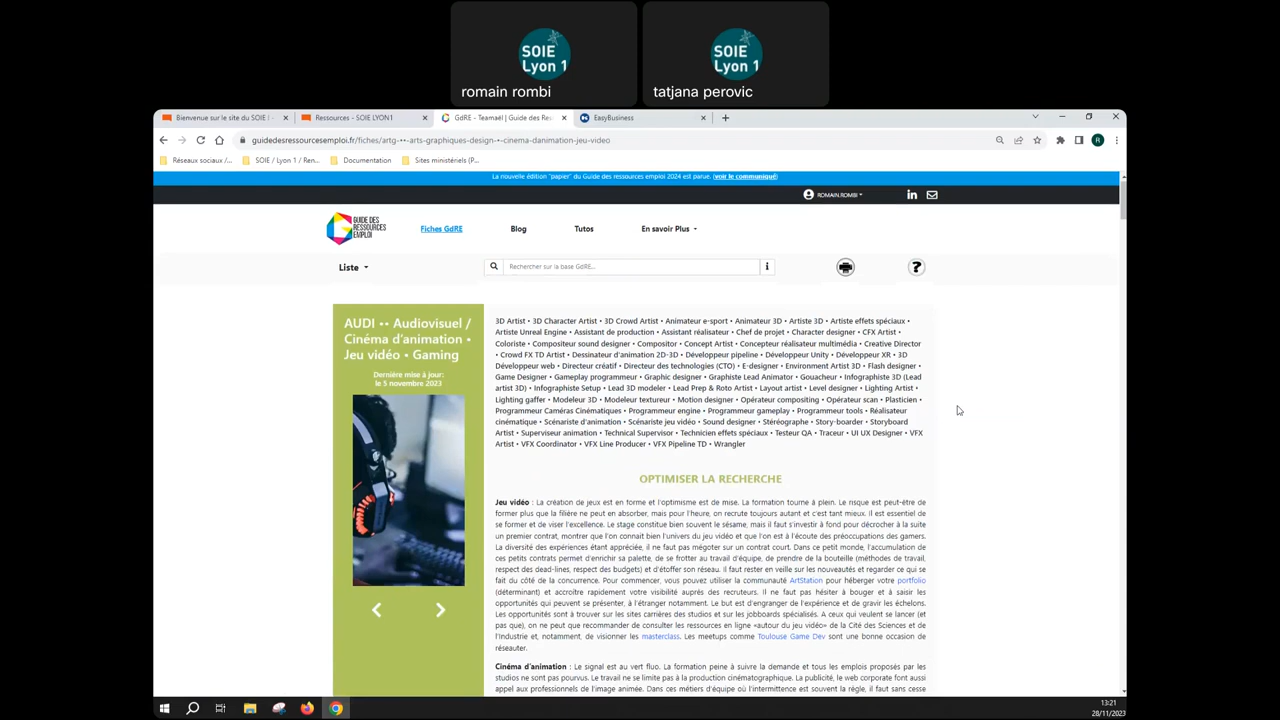 SOIE
Lyon 1
romain rombi
SOIE
Lyon 1
tatjana perovic
Bienvenue sur le site du SOIE
Ressources - SOIE LYON1
GdRE - Teamaël | Guide des Res
EasyBusiness
guidedesressourcesemploi.fr/fiches/artg-••-arts-graphiques-design-•-cinema-danimation-jeu-video
R
Réseaux sociaux /...
SOIE / Lyon 1 / Ren...
Documentation
Sites ministériels (P...
La nouvelle édition "papier" du Guide des ressources emploi 2024 est parue. (voir le communiqué)
ROMAIN.ROMBI
in
GUIDE DES
RESSOURCES
EMPLOI
Fiches GdRE
Blog
Tutos
En savoir Plus
Liste
Rechercher sur la base GdRE...
i
?
AUDI •• Audiovisuel /
Cinéma d'animation •
Jeu vidéo • Gaming
Dernière mise à jour:
le 5 novembre 2023
3D Artist • 3D Character Artist • 3D Crowd Artist • Animateur e-sport • Animateur 3D • Artiste 3D • Artiste effets spéciaux •
Artiste Unreal Engine • Assistant de production • Assistant réalisateur • Chef de projet • Character designer • CFX Artist •
Coloriste • Compositeur sound designer • Compositor • Concept Artist • Concepteur réalisateur multimédia • Creative Director
• Crowd FX TD Artist • Dessinateur d'animation 2D-3D • Développeur pipeline • Développeur Unity • Développeur XR • 3D
Développeur web • Directeur créatif • Directeur des technologies (CTO) • E-designer • Environment Artist 3D • Flash designer •
Game Designer • Gameplay programmeur • Graphic designer • Graphiste Lead Animator • Gouacheur • Infographiste 3D (Lead
artist 3D) • Infographiste Setup • Lead 3D modeler • Lead Prep & Roto Artist • Layout artist • Level designer • Lighting Artist •
Lighting gaffer • Modeleur 3D • Modeleur textureur • Motion designer • Opérateur compositing • Opérateur scan • Plasticien •
Programmeur Caméras Cinématiques • Programmeur engine • Programmeur gameplay • Programmeur tools • Réalisateur
cinématique • Scénariste d'animation • Scénariste jeu vidéo • Sound designer • Stéréographe • Story-boarder • Storyboard
Artist • Superviseur animation • Technical Supervisor • Technicien effets spéciaux • Testeur QA • Traceur • UI UX Designer • VFX
Artist • VFX Coordinator • VFX Line Producer • VFX Pipeline TD • Wrangler
OPTIMISER LA RECHERCHE
Jeu vidéo : La création de jeux est en forme et l'optimisme est de mise. La formation tourne à plein. Le risque est peut-être de
former plus que la filière ne peut en absorber, mais pour l'heure, on recrute toujours autant et c'est tant mieux. Il est essentiel de
se former et de viser l'excellence. Le stage constitue bien souvent le sésame, mais il faut s'investir à fond pour décrocher à la suite
un premier contrat, montrer que l'on connait bien l'univers du jeu vidéo et que l'on est à l'écoute des préoccupations des gamers.
La diversité des expériences étant appréciée, il ne faut pas mégoter sur un contrat court. Dans ce petit monde, l'accumulation de
ces petits contrats permet d'enrichir sa palette, de se frotter au travail d'équipe, de prendre de la bouteille (méthodes de travail,
respect des dead-lines, respect des budgets) et d'étoffer son réseau. Il faut rester en veille sur les nouveautés et regarder ce qui se
fait du côté de la concurrence. Pour commencer, vous pouvez utiliser la communauté ArtStation pour héberger votre portfolio
(déterminant) et accroitre rapidement votre visibilité auprès des recruteurs. Il ne faut pas hésiter à bouger et à saisir les
opportunités qui peuvent se présenter, à l'étranger notamment. Le but est d'engranger de l'expérience et de gravir les échelons.
Les opportunités sont à trouver sur les sites carrières des studios et sur les jobboards spécialisés. A ceux qui veulent se lancer (et
pas que), on ne peut que recommander de consulter les ressources en ligne «autour du jeu vidéo» de la Cité des Sciences et de
l'Industrie et, notamment, de visionner les masterclass. Les meetups comme Toulouse Game Dev sont une bonne occasion de
réseauter.
Cinéma d'animation : Le signal est au vert fluo. La formation peine à suivre la demande et tous les emplois proposés par les
studios ne sont pas pourvus. Le travail ne se limite pas à la production cinématographique. La publicité, le web corporate font aussi
appel aux professionnels de l'image animée. Dans ces métiers d'équipe où l'intermittence est souvent la règle, il faut sans cesse
13:21
28/11/2023